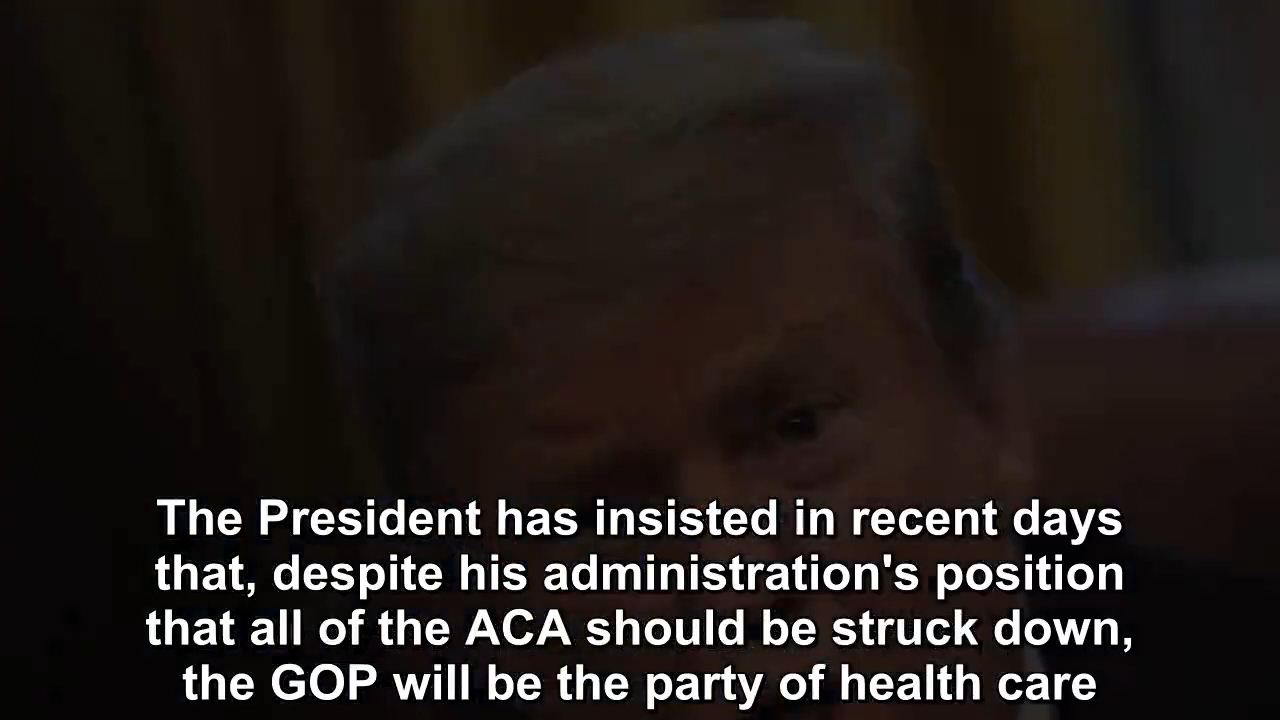 The President has insisted in recent days
that, despite his administration's position
that all of the ACA should be struck down,
the GOP will be the party of health care